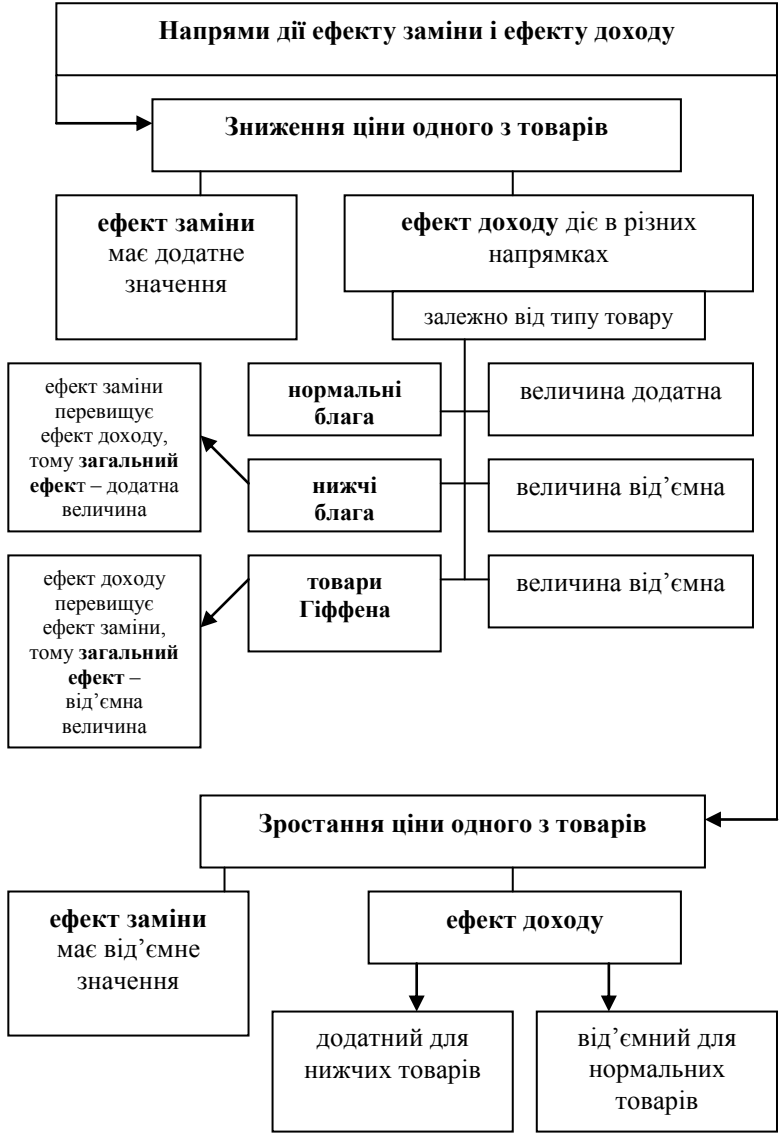 Напрями дії ефекту заміни і ефекту доходу
Зниження ціни одного з товарів
ефект заміни
має додатне
значення
ефект доходу діє в різних
напрямках
залежно від типу товару
ефект заміни
перевищує
ефект доходу,
тому загальний
ефект – додатна
величина
нормальні
блага
величина додатна
нижчі
блага
величина від’ємна
ефект доходу
перевищує
ефект заміни,
тому загальний
ефект –
від’ємна
величина
товари
Гіффена
величина від’ємна
Зростання ціни одного з товарів
ефект заміни
має від’ємне
значення
ефект доходу
додатний для
нижчих товарів
від’ємний для
нормальних
товарів